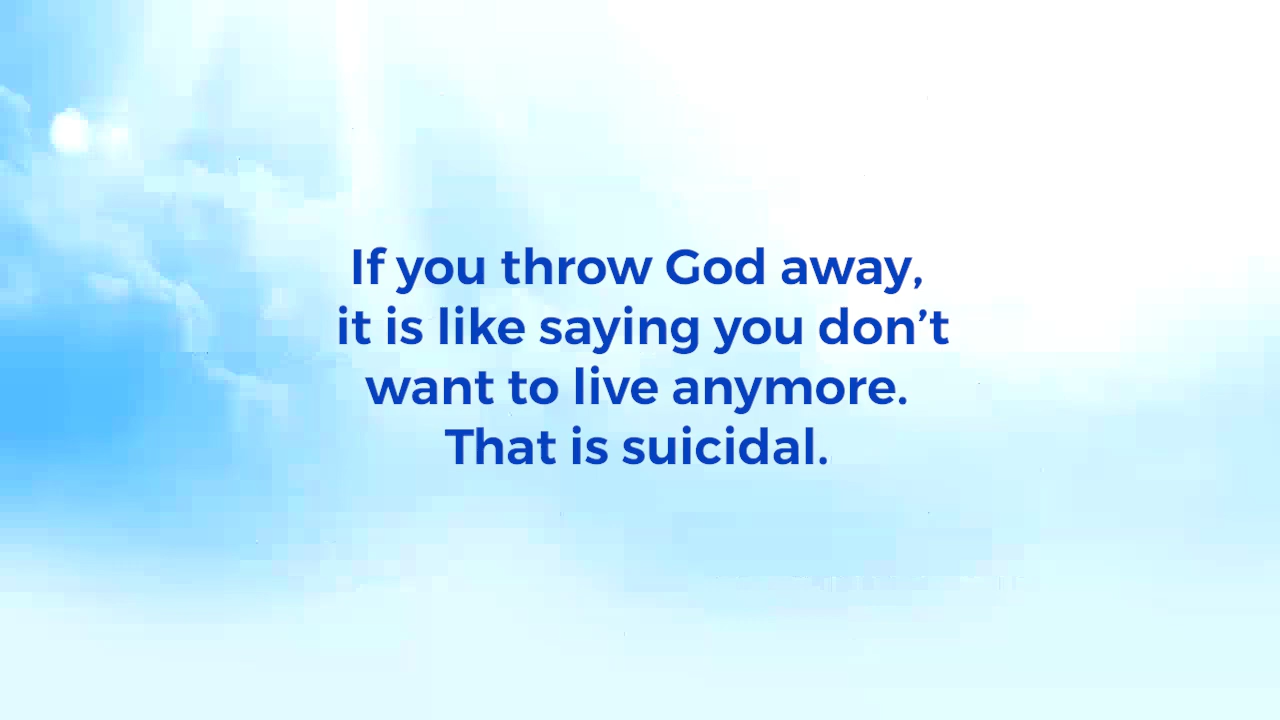 If you throw God away,
it is like saying you don’t
want to live anymore.
That is suicidal.